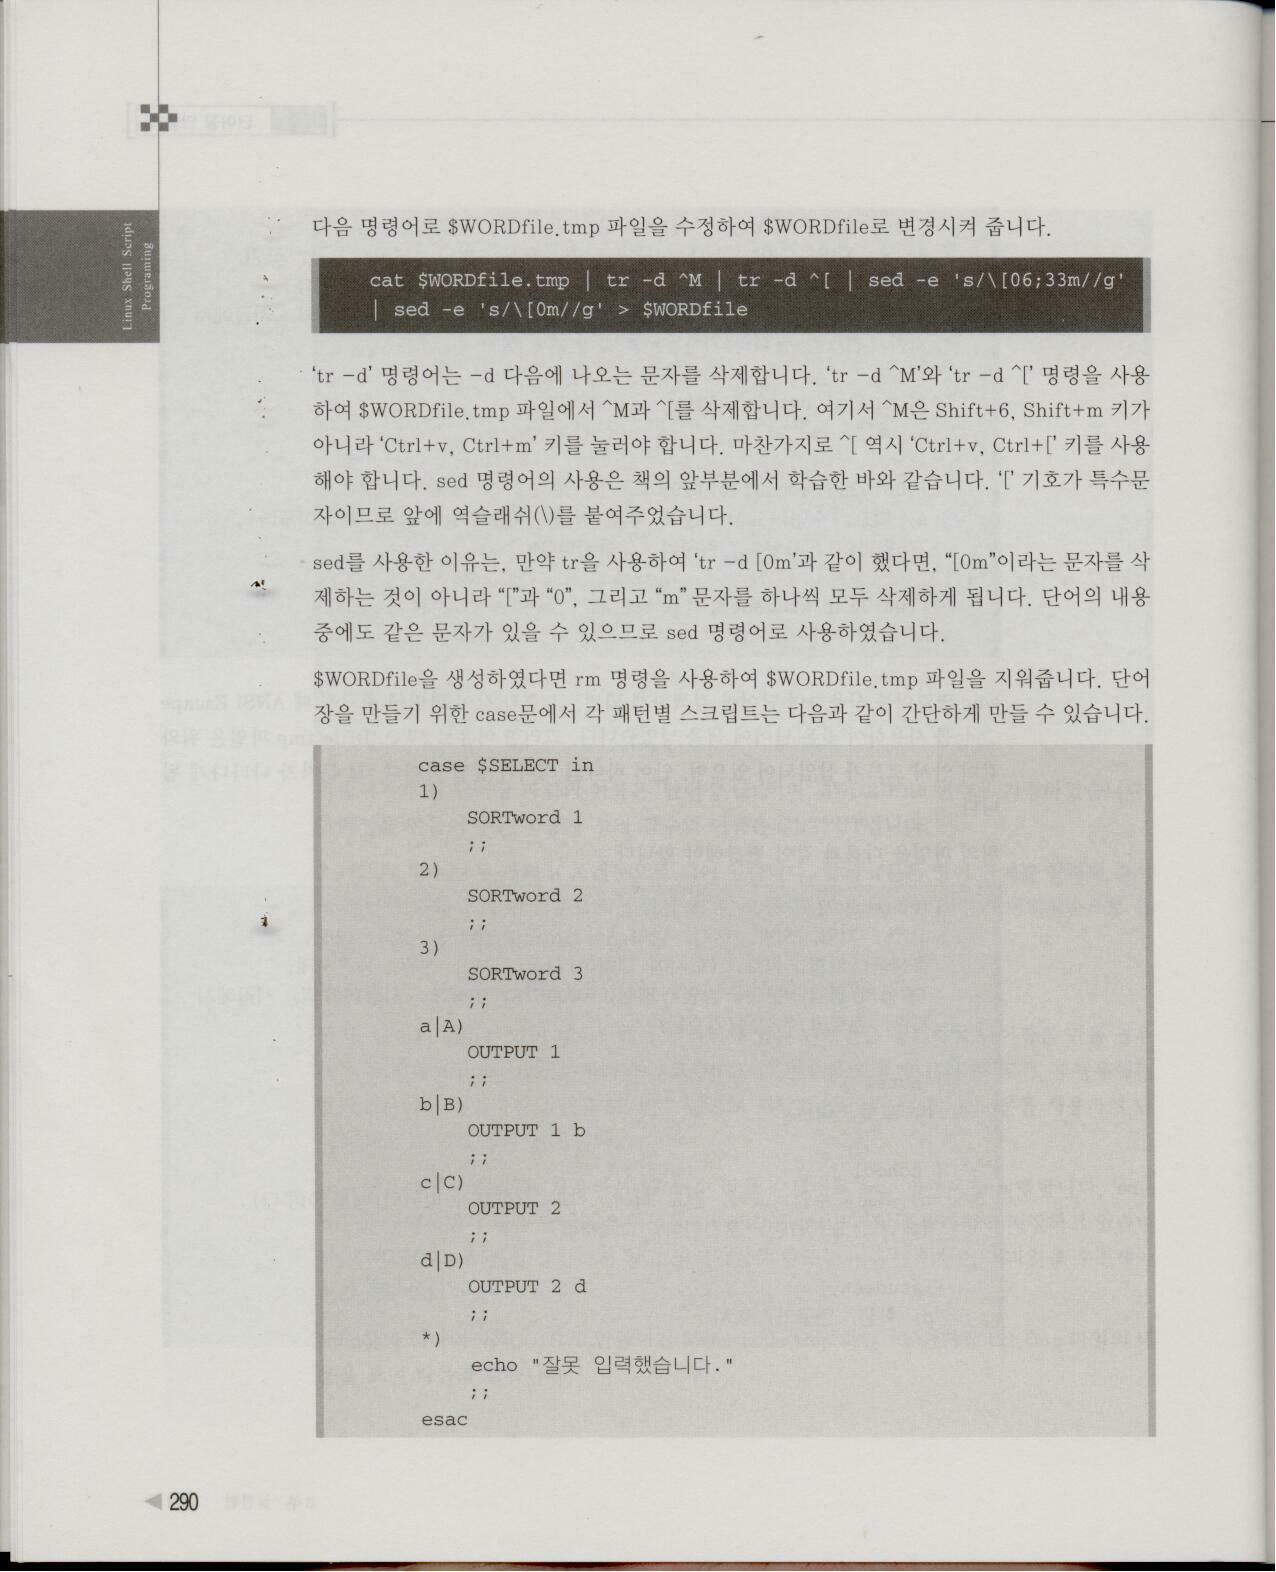 Linux Shell Script
Programing
다음 명령어로 $WORDfile.tmp 파일을 수정하여 $WORDfile로 변경시켜 줍니다.
cat $WORDfile.tmp | tr -d ^M | tr -d ^[ | sed -e 's/\[06;33m//g'
| sed -e 's/\[0m//g' > $WORDfile
‘tr -d’ 명령어는 -d 다음에 나오는 문자를 삭제합니다. ‘tr -d ^M’와 ‘tr -d ^[’ 명령을 사용
하여 $WORDfile.tmp 파일에서 ^M과 ^[를 삭제합니다. 여기서 ^M은 Shift+6, Shift+m 키가
아니라 ‘Ctrl+v, Ctrl+m’ 키를 눌러야 합니다. 마찬가지로 ^[ 역시 ‘Ctrl+v, Ctrl+[’ 키를 사용
해야 합니다. sed 명령어의 사용은 책의 앞부분에서 학습한 바와 같습니다. ‘[’ 기호가 특수문
자이므로 앞에 역슬래쉬(\)를 붙여주었습니다.
sed를 사용한 이유는, 만약 tr을 사용하여 ‘tr -d [0m’과 같이 했다면, “[0m”이라는 문자를 삭
제하는 것이 아니라 “[”과 “0”, 그리고 “m” 문자를 하나씩 모두 삭제하게 됩니다. 단어의 내용
중에도 같은 문자가 있을 수 있으므로 sed 명령어로 사용하였습니다.
$WORDfile을 생성하였다면 rm 명령을 사용하여 $WORDfile.tmp 파일을 지워줍니다. 단어
장을 만들기 위한 case문에서 각 패턴별 스크립트는 다음과 같이 간단하게 만들 수 있습니다.
case $SELECT in
1)
SORTword 1
;;
2)
SORTword 2
;;
3)
SORTword 3
;;
a|A)
OUTPUT 1
;;
b|B)
OUTPUT 1 b
;;
c|C)
OUTPUT 2
;;
d|D)
OUTPUT 2 d
;;
*)
echo "잘못 입력했습니다."
;;
esac
290